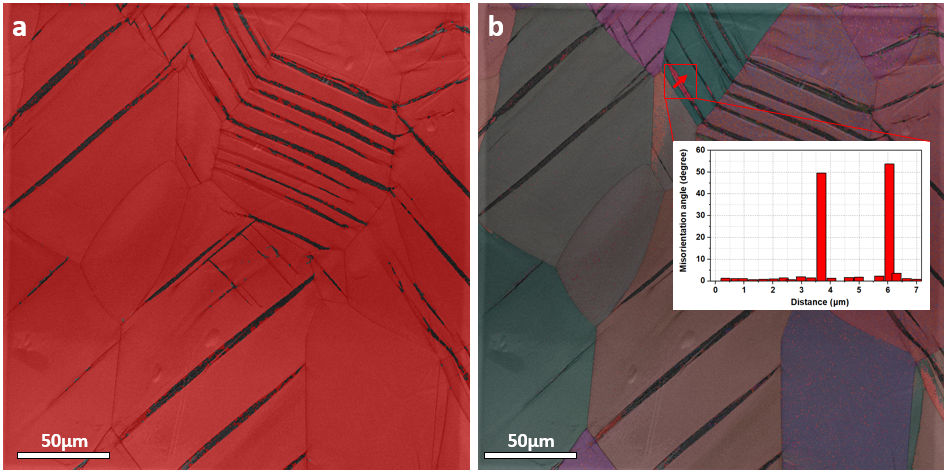 a
b
60
50
40
30
20
10
0
Misorientation angle (degree)
0 1 2 3 4 5 6 7
Distance (µm)
50µm
50µm